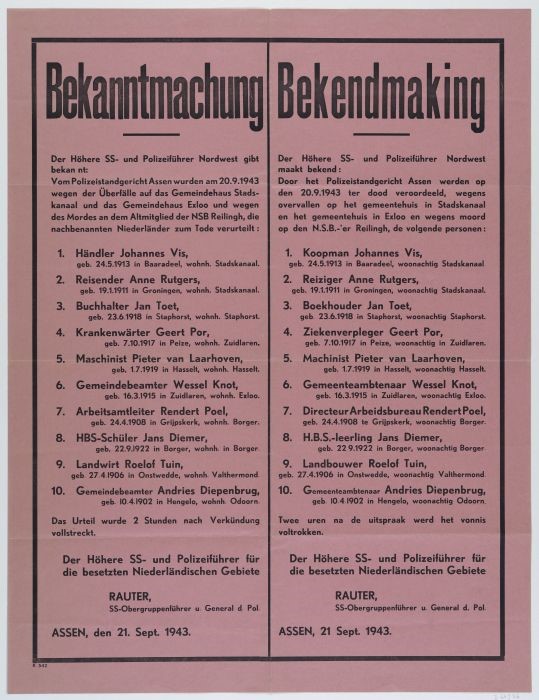 Bekanntmachung
Der Höhere SS- und Polizeiführer Nordwest gibt
bekan nt:
Vom Polizeistandgericht Assen wurden am 20.9.1943
wegen der Überfälle auf das Gemeindehaus Stads-
kanaal und das Gemeindehaus Exloo und wegen
des Mordes an dem Altmitglied der NSB Reilingh, die
nachbenannten Niederländer zum Tode verurteilt :
1. Händler Johannes Vis,
geb. 24.5.1913 in Baaradeel, wohnh. Stadskanaal.
2. Reisender Anne Rutgers,
geb. 19.1.1911 in Groningen, wohnh. Stadskanaal.
3. Buchhalter Jan Toet,
geb. 23.6.1918 in Staphorst, wohnh. Staphorst.
4. Krankenwärter Geert Por,
geb. 7.10.1917 in Peize, wohnh. Zuidlaren.
5. Maschinist Pieter van Laarhoven,
geb. 1.7.1919 in Hasselt, wohnh. Hasselt.
6. Gemeindebeamter Wessel Knot,
geb. 16.3.1915 in Zuidlaren, wohnh. Exloo.
7. Arbeitsamtleiter Rendert Poel,
geb. 24.4.1908 in Grijpskerk, wohnh. Borger.
8. HBS-Schüler Jans Diemer,
geb. 22.9.1922 in Borger, wohnh. in Borger.
9. Landwirt Roelof Tuin,
geb. 27.4.1906 in Onstwedde, wohnh. Valthermond.
10. Gemeindebeamter Andries Diepenbrug,
geb. 10.4.1902 in Hengelo, wohnh. Odoorn.
Das Urteil wurde 2 Stunden nach Verkündung
vollstreckt.
Der Höhere SS- und Polizeiführer für
die besetzten Niederländischen Gebiete
RAUTER,
SS-Obergruppenführer u. General d. Pol.
ASSEN, den 21. Sept. 1943.
K 542
Bekendmaking
Der Höhere SS- und Polizeiführer Nordwest
maakt bekend :
Door het Polizeistandgericht Assen werden op
den 20.9.1943 ter dood veroordeeld, wegens
overvallen op het gemeentehuis in Stadskanaal
en het gemeentehuis in Exloo en wegens moord
op den N.S.B.-'er Reilingh, de volgende personen :
1. Koopman Johannes Vis,
geb. 24.5.1913 in Baaradeel, woonachtig Stadskanaal
2. Reiziger Anne Rutgers,
geb. 19.1.1911 in Groningen, woonachtig Stadskanaal.
3. Boekhouder Jan Toet,
geb. 23.6.1918 in Staphorst, woonachtig Staphorst.
4. Ziekenverpleger Geert Por,
geb. 7.10.1917 in Peize, woonachtig in Zuidlaren.
5. Machinist Pieter van Laarhoven,
geb. 1.7.1919 in Hasselt, woonachtig Hasselt.
6. Gemeenteambtenaar Wessel Knot,
geb. 16.3.1915 in Zuidlaren, woonachtig Exloo.
7. Directeur Arbeidsbureau Rendert Poel,
geb. 24.4.1908 te Grijpskerk, woonachtig Borger.
8. H.B.S.-leerling Jans Diemer,
geb. 22 9.1922 in Borger, woonachtig Borger
9. Landbouwer Roelof Tuin,
geb. 27.4.1906 in Onstwedde, woonachtig Valthermond.
10. Gemeenteambtenaar Andries Diepenbrug,
geb. 10.4.1902 in Hengelo, woonachtig Odoorn.
Twee uren na de uitspraak werd het vonnis
voltrokken.
Der Höhere SS- und Polizeiführer für
die besetzten Niederländischen Gebiete
RAUTER,
SS-Obergruppenführer u. General d. Pol.
ASSEN, 21 Sept. 1943.